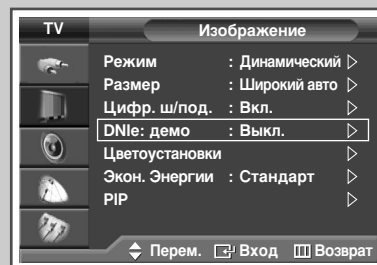 TV Изображение
Режим : Динамический
Размер : Широкий авто
Цифр. ш/под. : Вкл.
DNIe: демо : Выкл.
Цветоустановки
Экон. Энергии : Стандарт
PIP
Перем. Вход Возврат